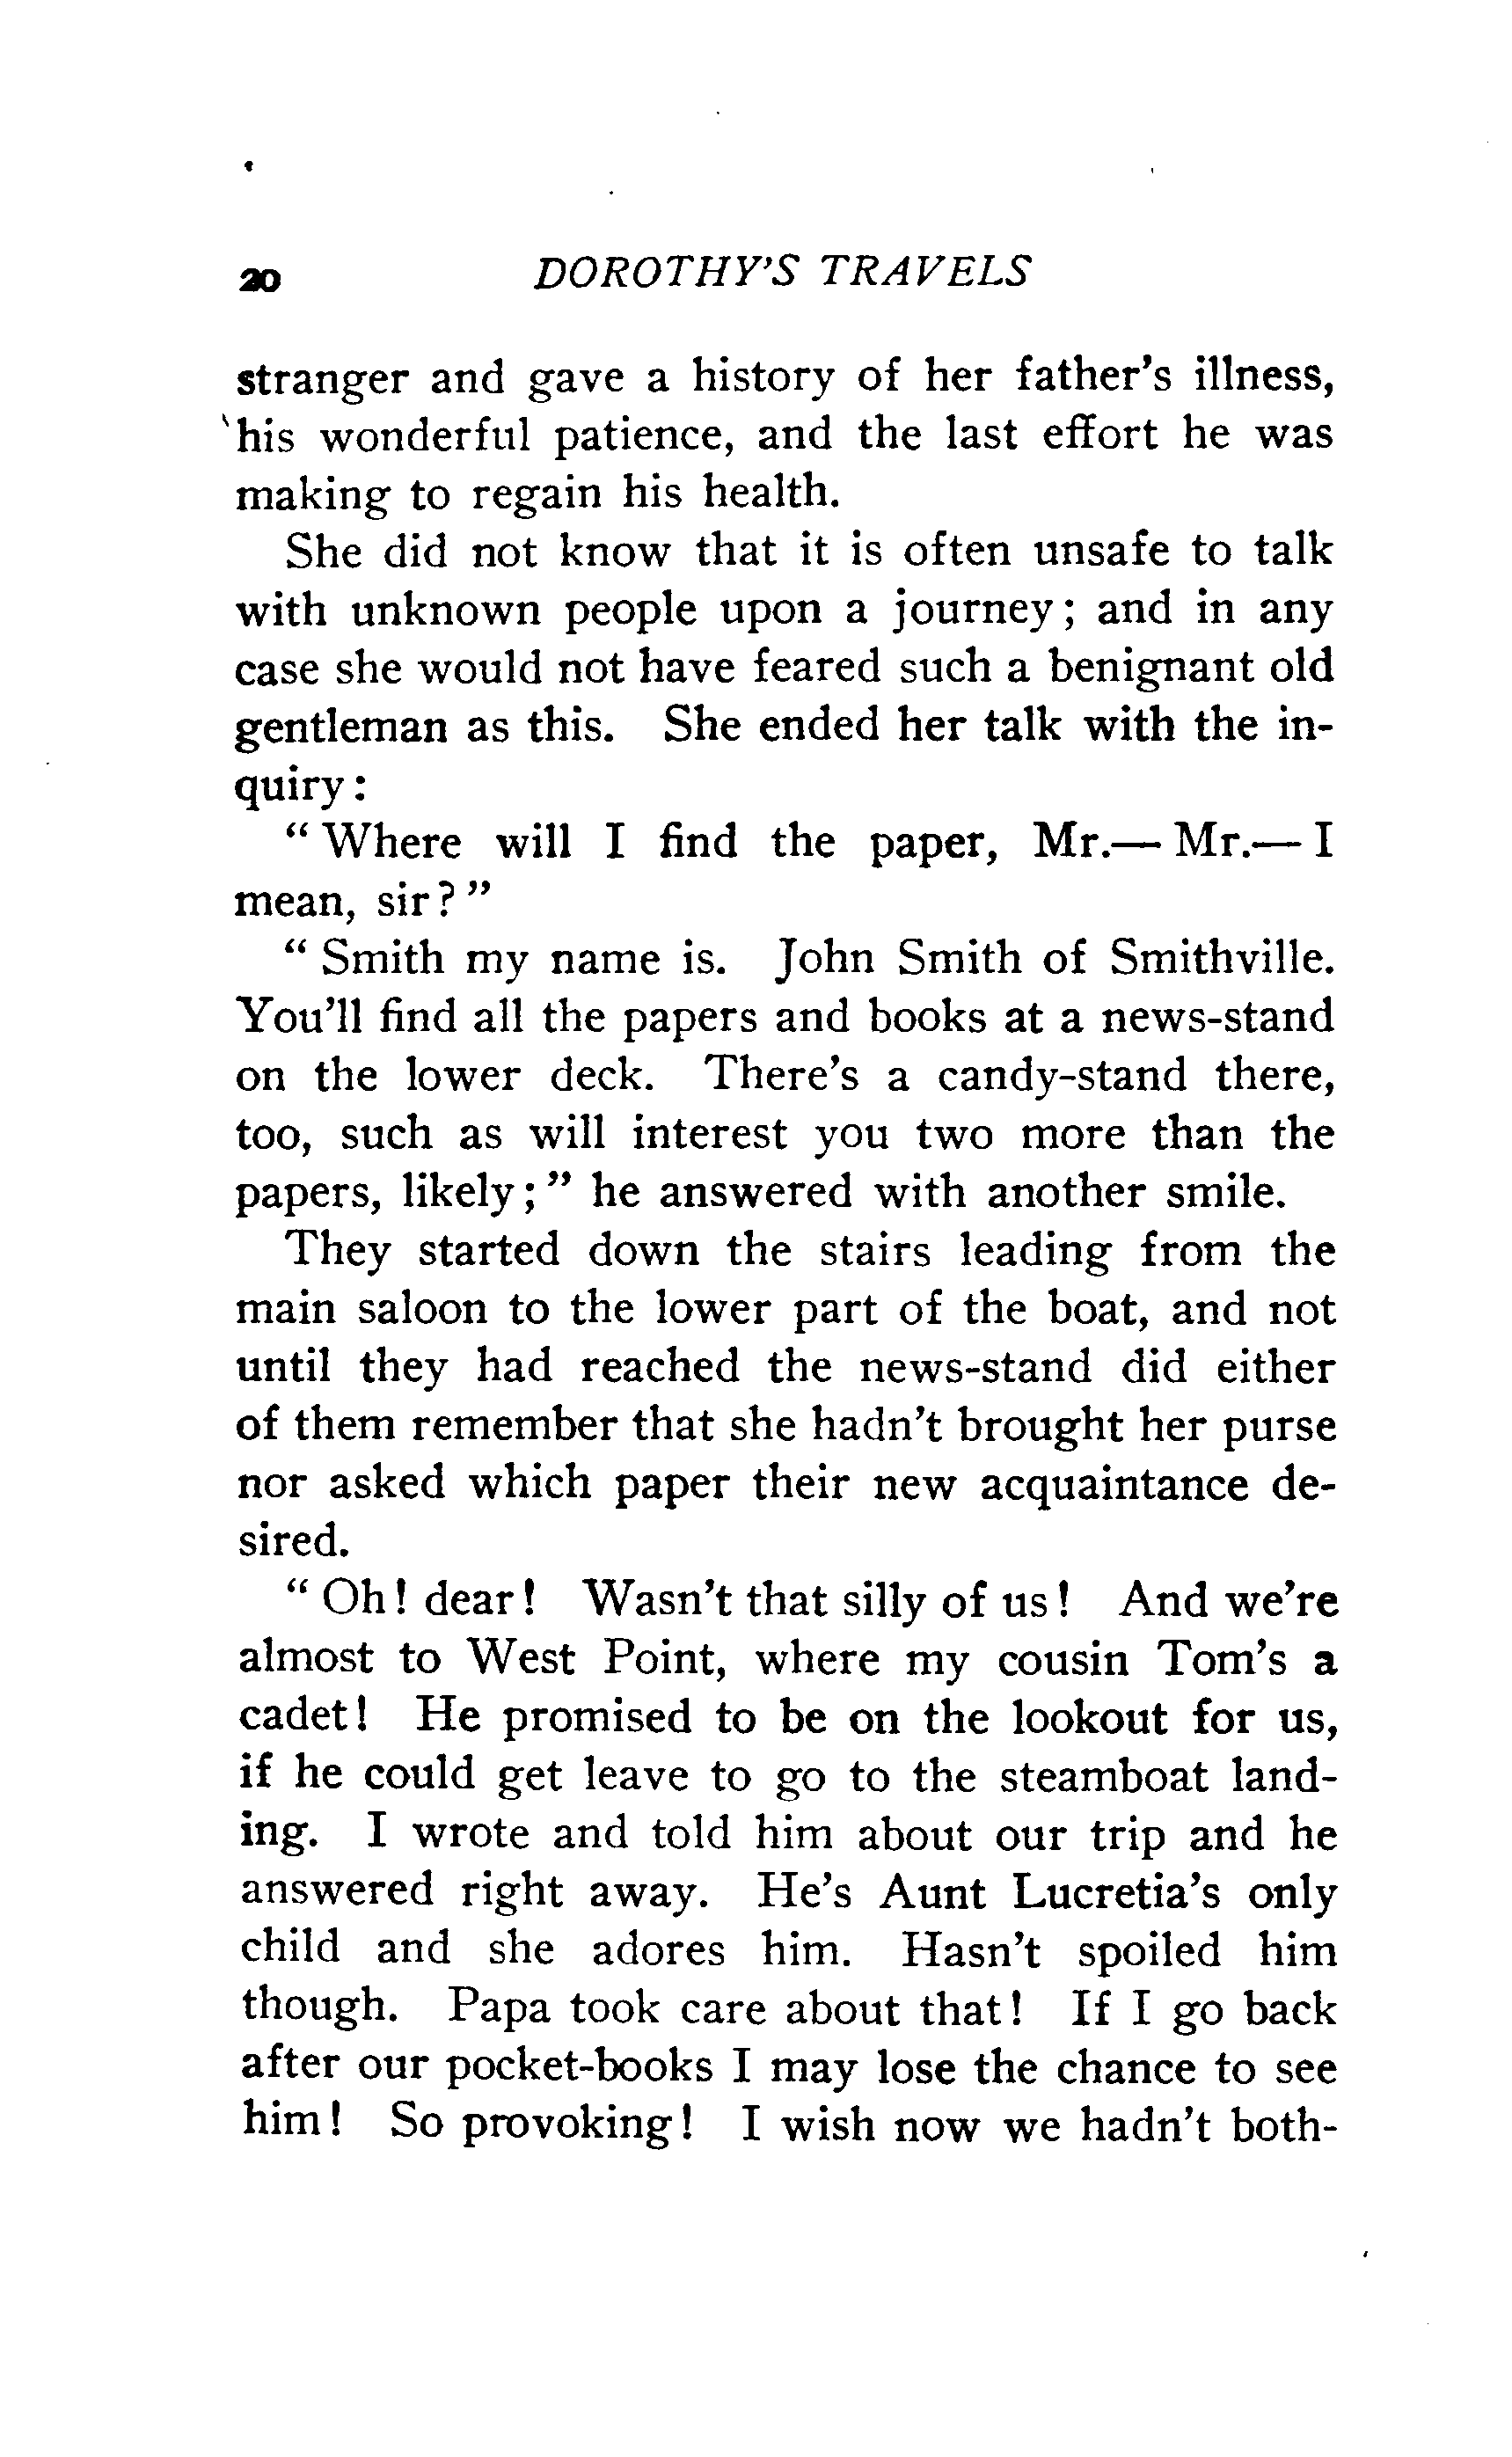 20 DOROTHY'S TRAVELS
stranger and gave a history of her father's illness,
his wonderful patience, and the last effort he was
making to regain his health.
She did not know that it is often unsafe to talk
with unknown people upon a journey; and in any
case she would not have feared such a benignant old
gentleman as this. She ended her talk with the in-
quiry:
"Where will I find the paper, Mr.— Mr.— I
mean, sir?"
"Smith my name is. John Smith of Smithville.
You'll find all the papers and books at a news-stand
on the lower deck. There's a candy-stand there,
too, such as will interest you two more than the
papers, likely;" he answered with another smile.
They started down the stairs leading from the
main saloon to the lower part of the boat, and not
until they had reached the news-stand did either
of them remember that she hadn't brought her purse
nor asked which paper their new acquaintance de-
sired.
"Oh! dear! Wasn't that silly of us! And we're
almost to West Point, where my cousin Tom's a
cadet! He promised to be on the lookout for us,
if he could get leave to go to the steamboat land-
ing. I wrote and told him about our trip and he
answered right away. He's Aunt Lucretia's only
child and she adores him. Hasn't spoiled him
though. Papa took care about that! If I go back
after our pocket-books I may lose the chance to see
him! So provoking! I wish now we hadn't both-